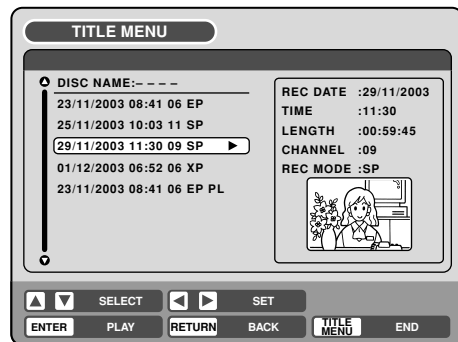 TITLE MENU
DISC NAME:– – – –
23/11/2003 08:41 06 EP
25/11/2003 10:03 11 SP
29/11/2003 11:30 09 SP ▶
01/12/2003 06:52 06 XP
23/11/2003 08:41 06 EP PL
REC DATE :29/11/2003
TIME :11:30
LENGTH :00:59:45
CHANNEL :09
REC MODE :SP
SELECT SET
ENTER PLAY RETURN BACK TITLE MENU END